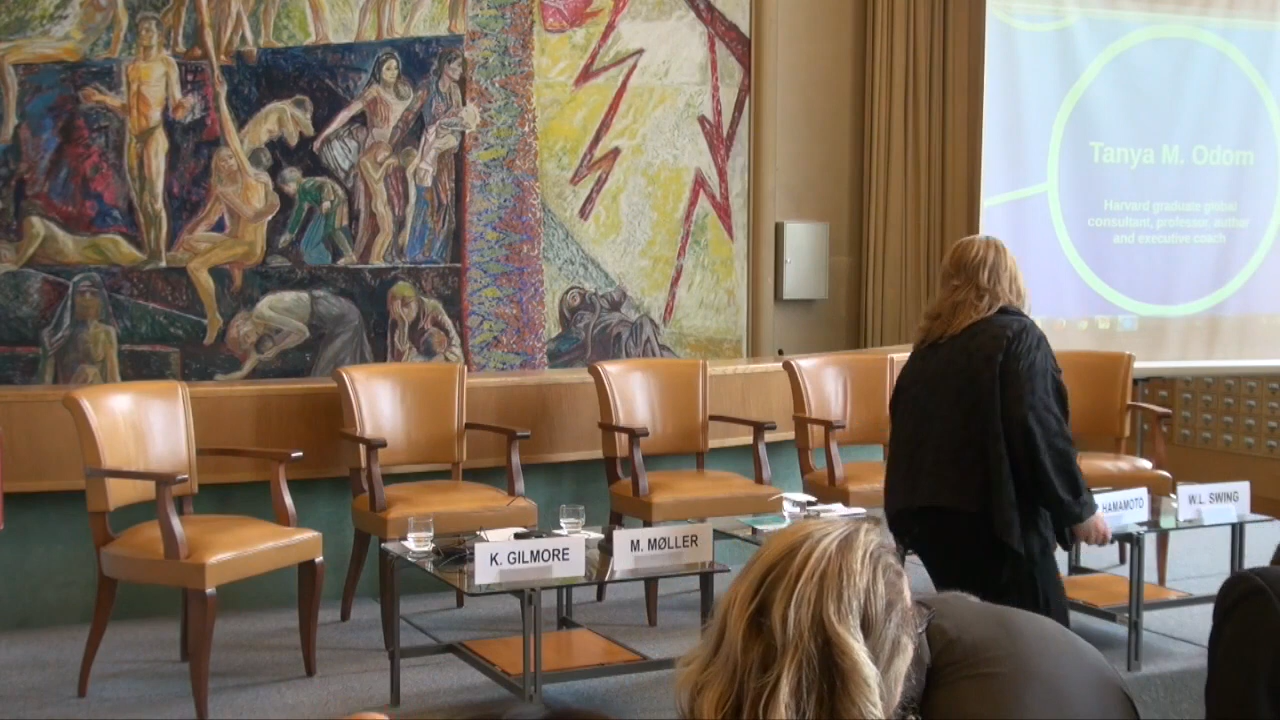 Tanya M. Odom
Harvard graduate global
consultant, professor, author
and executive coach
K. GILMORE
M. MØLLER
HAMAMOTO
W.L. SWING